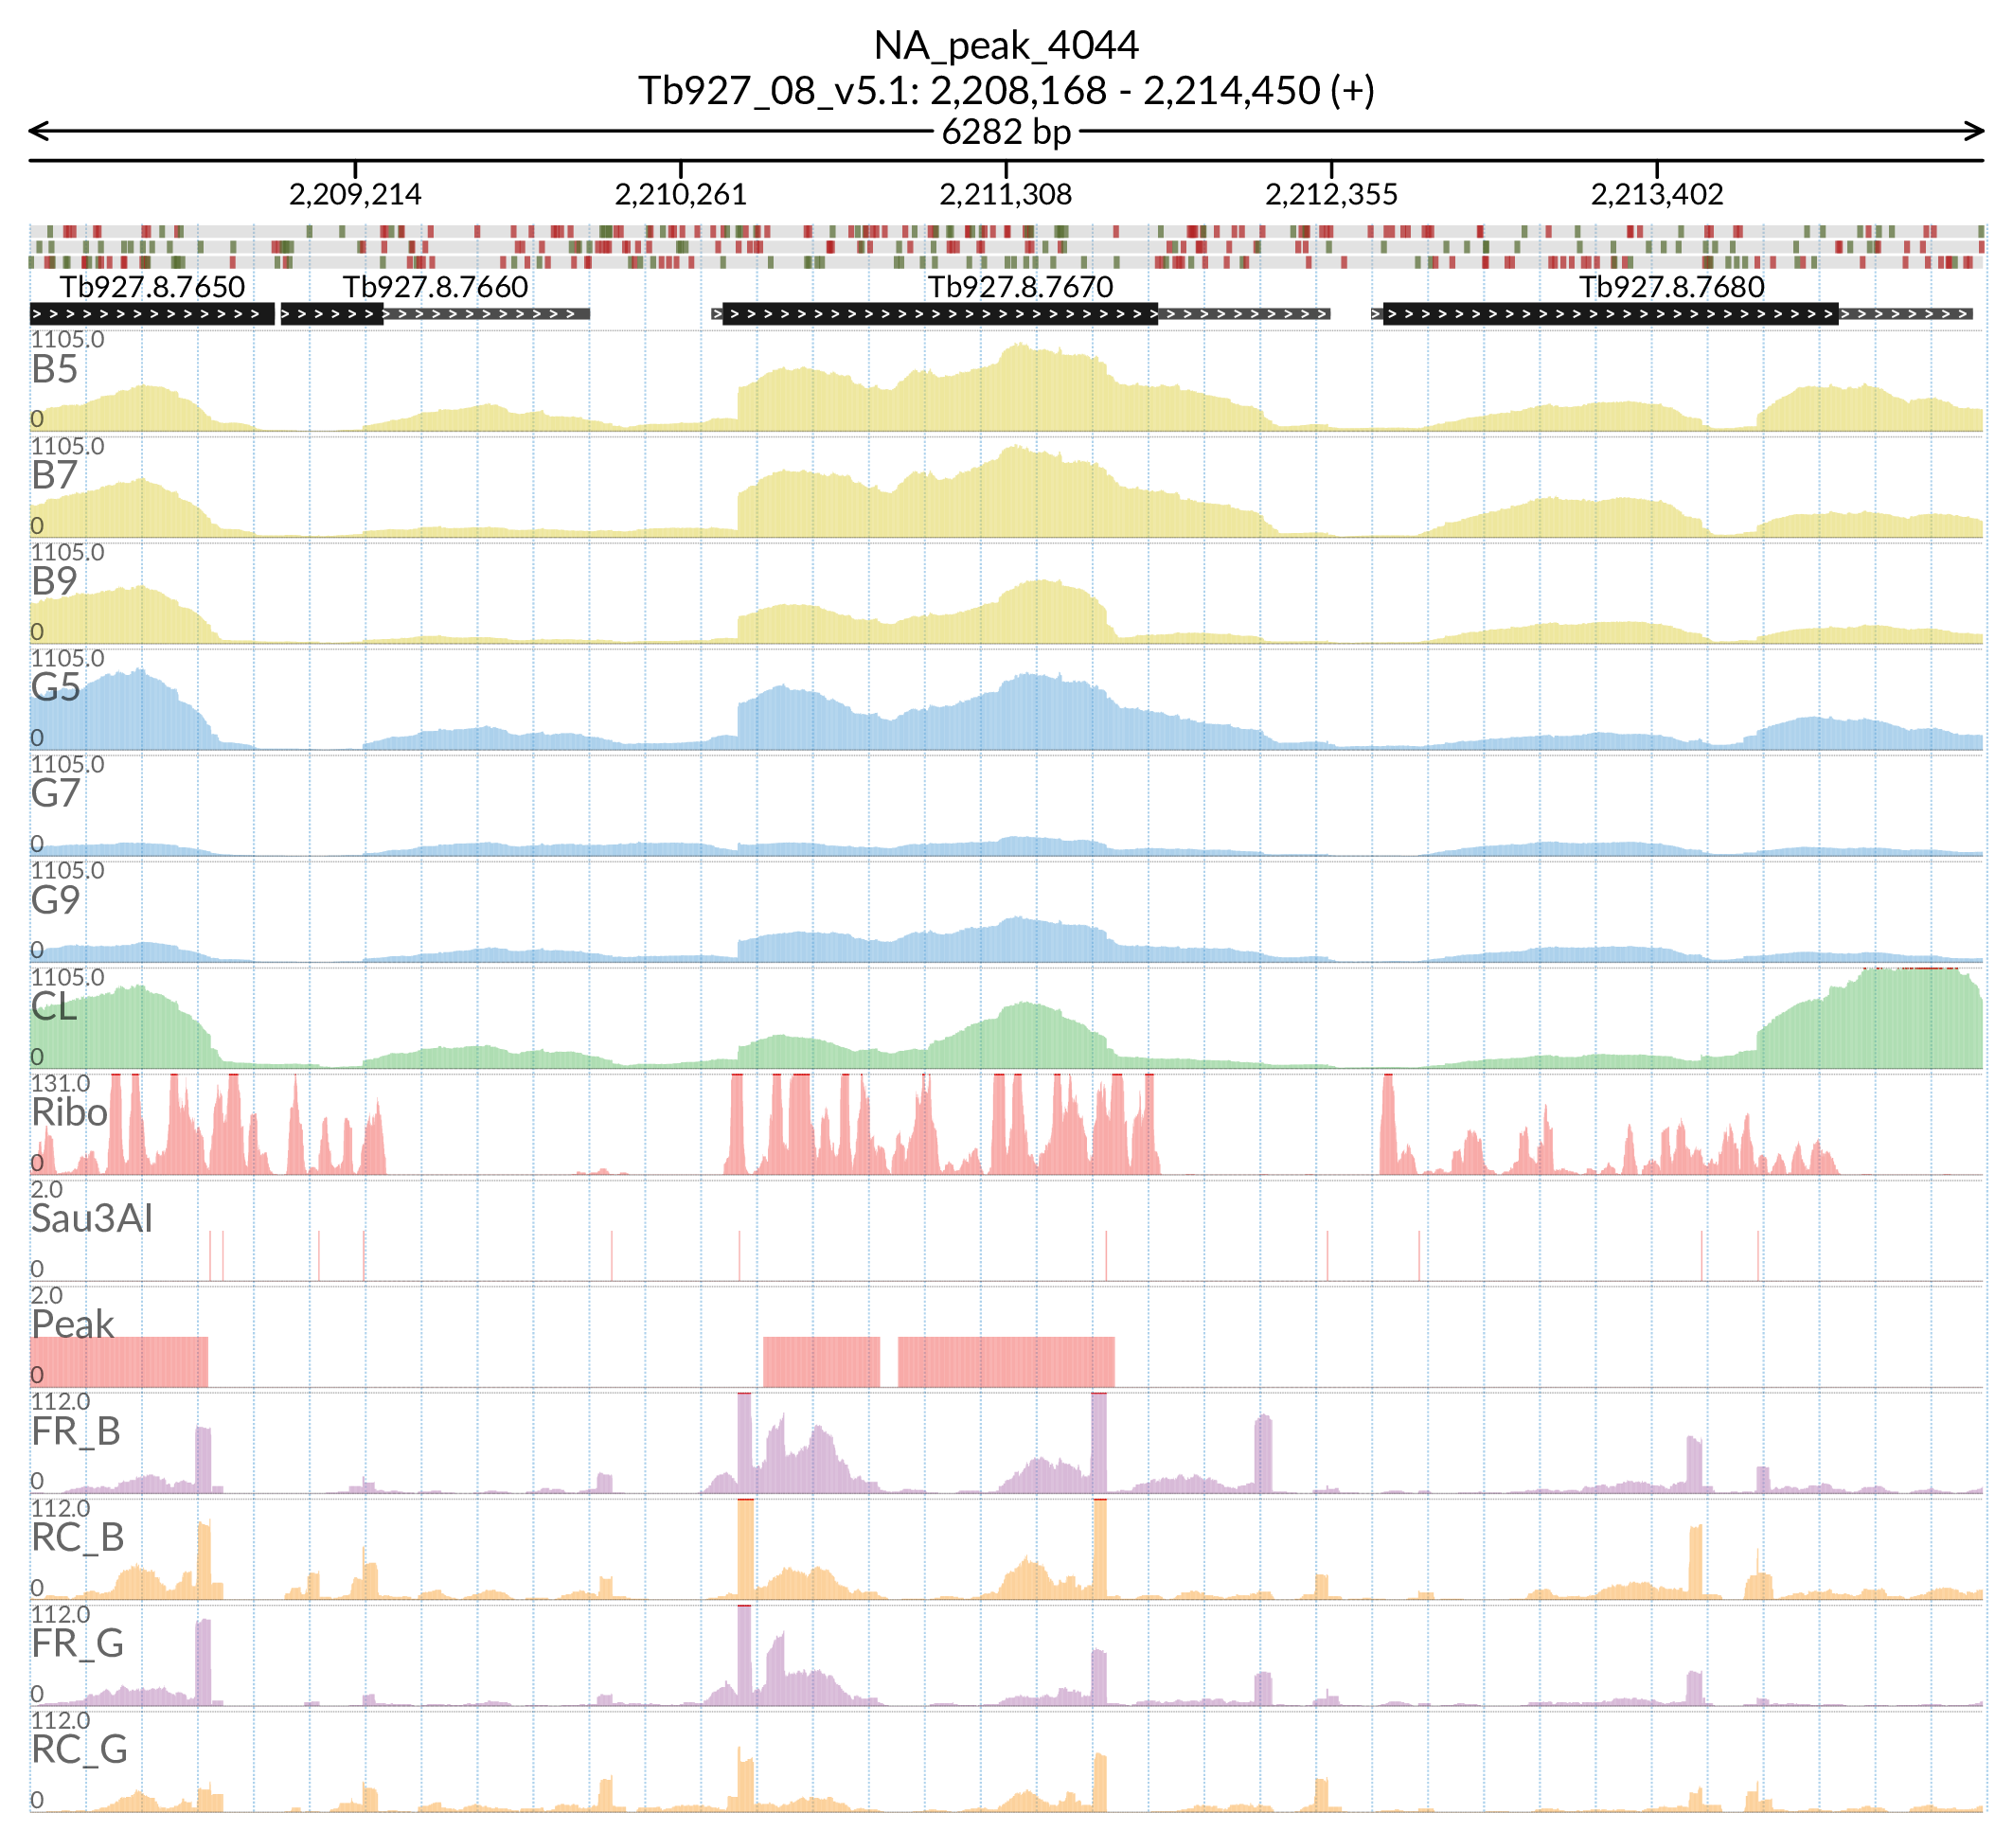 NA_peak_4044
Tb927_08_v5.1: 2,208,168 - 2,214,450 (+)
6282 bp
2,209,214 2,210,261 2,211,308 2,212,355 2,213,402
Tb927.8.7650 Tb927.8.7660 Tb927.8.7670 Tb927.8.7680
1105.0
B5
0
1105.0
B7
0
1105.0
B9
0
1105.0
G5
0
1105.0
G7
0
1105.0
G9
0
1105.0
CL
0
131.0
Ribo
0
2.0
Sau3AI
0
2.0
Peak
0
112.0
FR_B
0
112.0
RC_B
0
112.0
FR_G
0
112.0
RC_G
0